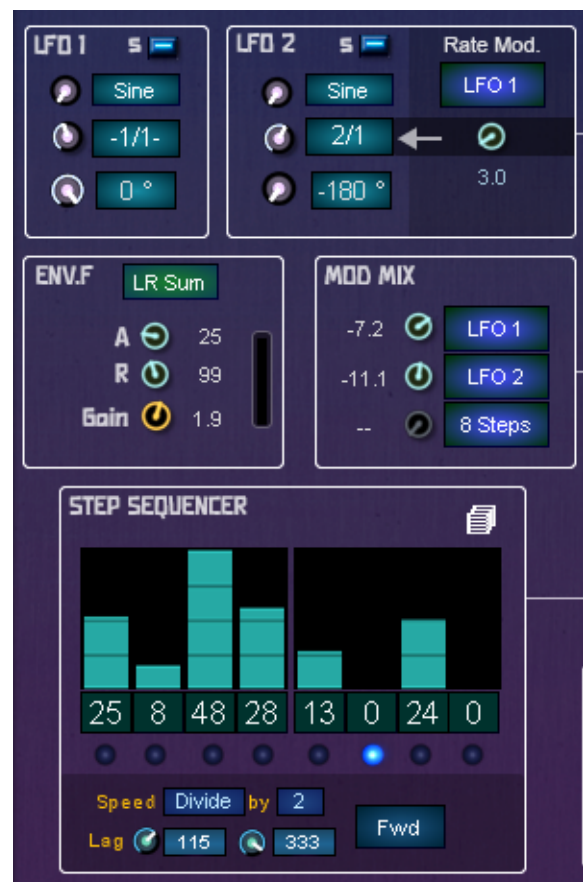 LFO 1 S
Sine
-1/1-
0 °
LFO 2 S
Sine
2/1
-180 °
Rate Mod.
LFO 1
3.0
ENV.F LR Sum
A 25
R 99
Gain 1.9
MOD MIX
-7.2 LFO 1
-11.1 LFO 2
-- 8 Steps
STEP SEQUENCER
25 8 48 28 13 0 24 0
Speed Divide by 2
Lag 115 333
Fwd